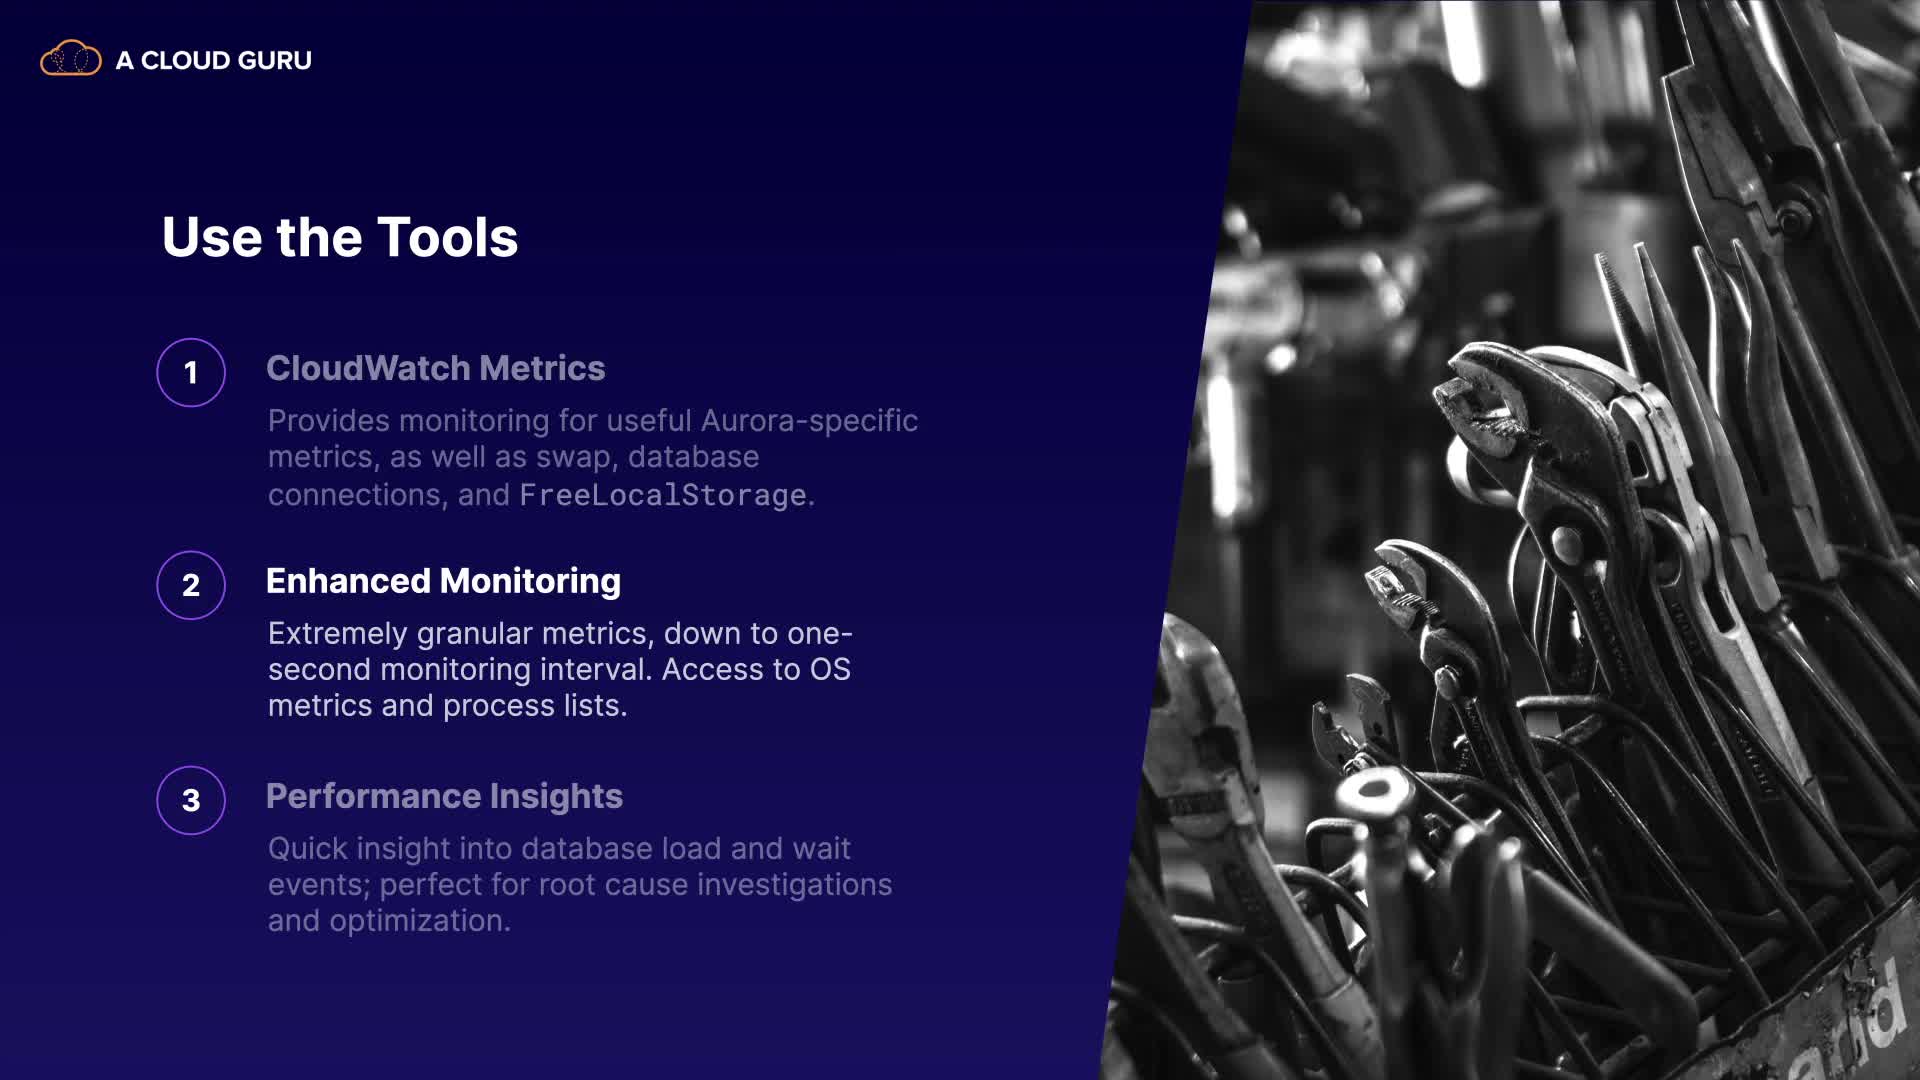 A CLOUD GURU
Use the Tools
1
CloudWatch Metrics
Provides monitoring for useful Aurora-specific
metrics, as well as swap, database
connections, and FreeLocalStorage.
2
Enhanced Monitoring
Extremely granular metrics, down to one-
second monitoring interval. Access to OS
metrics and process lists.
3
Performance Insights
Quick insight into database load and wait
events; perfect for root cause investigations
and optimization.